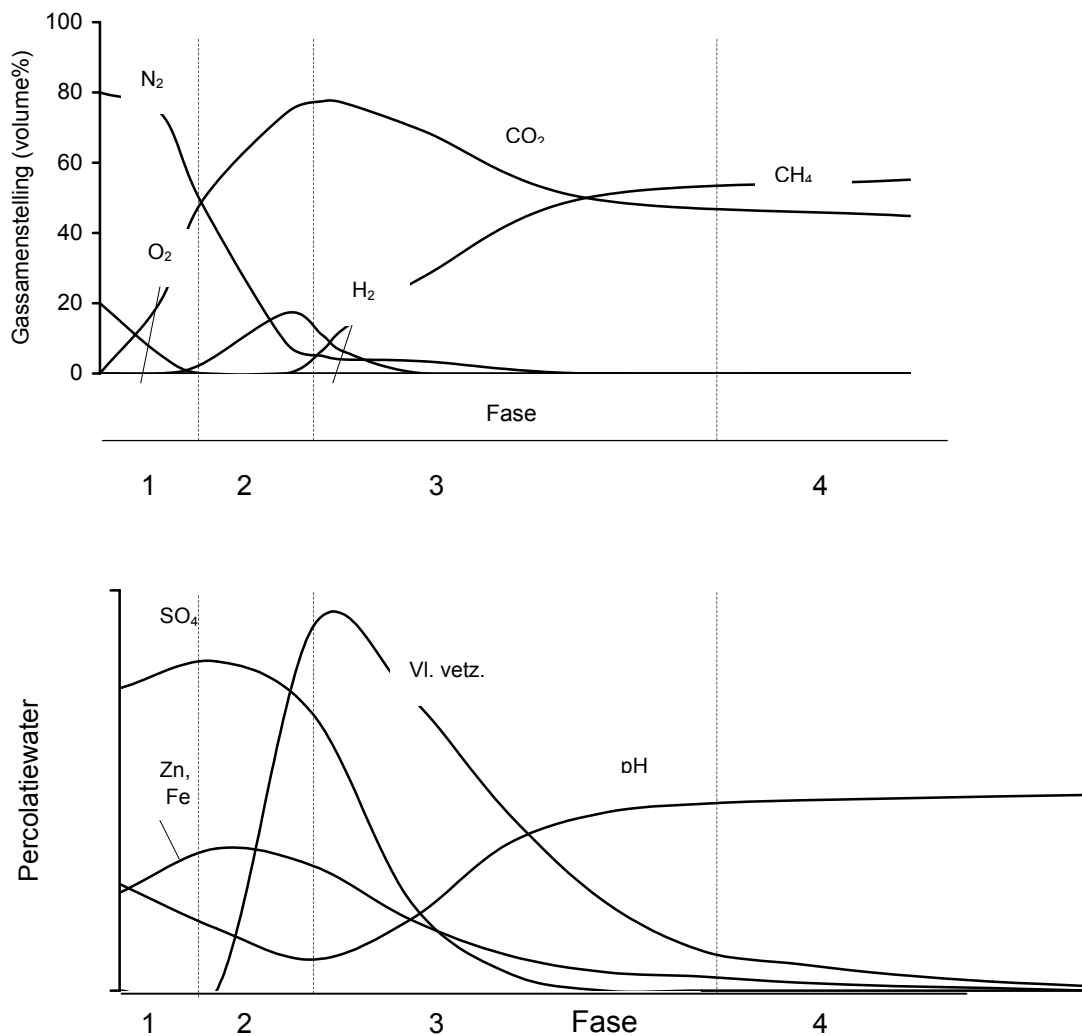 Gassamenstelling (volume%)
100
80
60
40
20
0
N₂
O₂
CO₂
CH₄
H₂
Fase
1 2 3 4
Percolatiewater
SO₄
Zn,
Fe
Vl. vetz.
pH
1 2 3 Fase 4